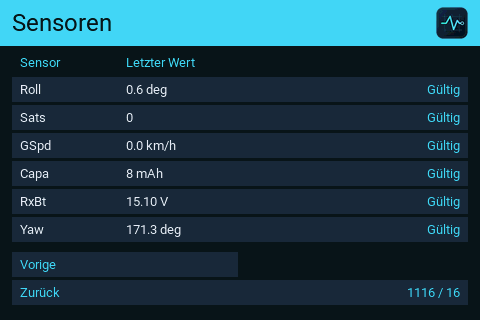 Sensoren
Sensor Letzter Wert
Roll 0.6 deg Gültig
Sats 0 Gültig
GSpd 0.0 km/h Gültig
Capa 8 mAh Gültig
RxBt 15.10 V Gültig
Yaw 171.3 deg Gültig
Vorige
Zurück 1116 / 16